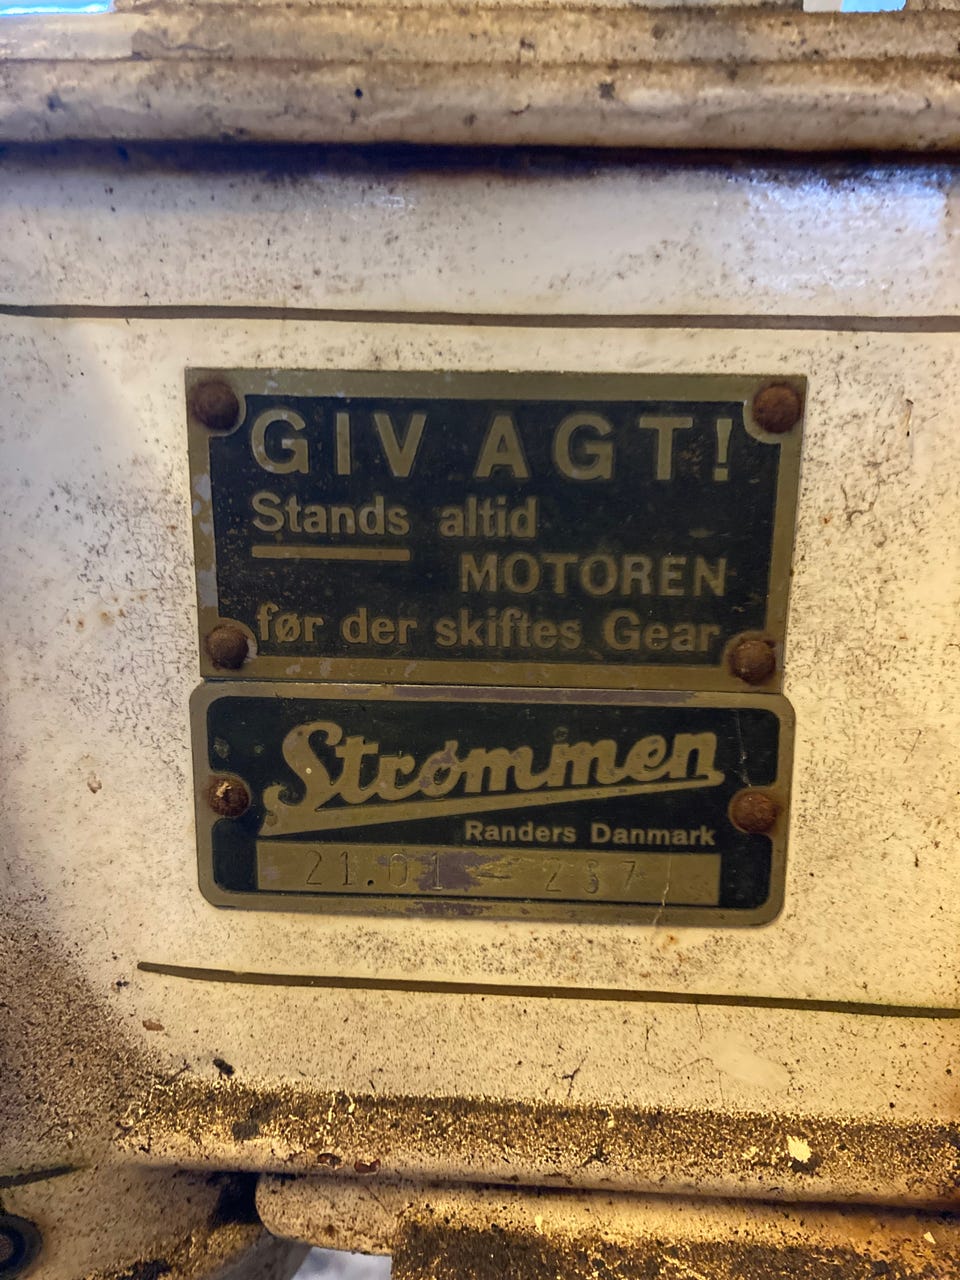 GIV AGT!
Stands altid
MOTOREN
før der skiftes Gear
Strømmen
Randers Danmark
21.01 - 237